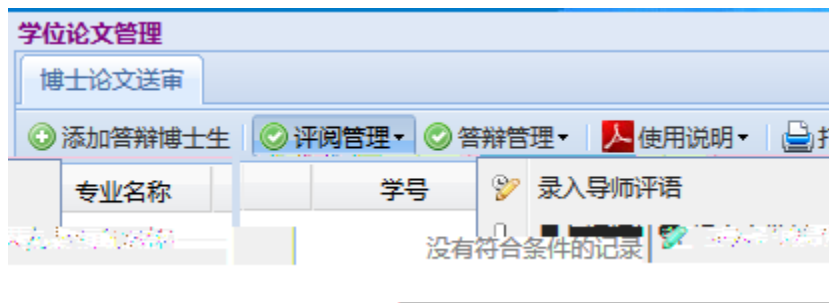 学位论文管理
博士论文送审
添加答辩博士生 评阅管理 答辩管理 使用说明
专业名称 学号 录入导师评语
没有符合条件的记录